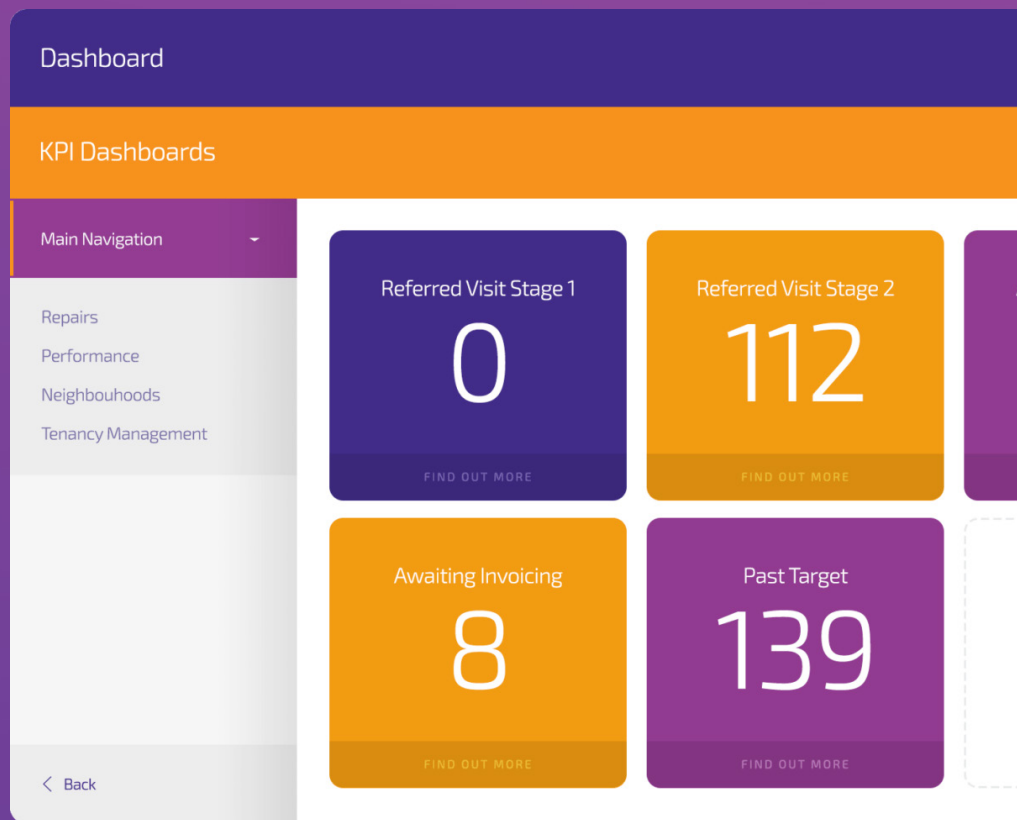 Dashboard
KPI Dashboards
Main Navigation
Repairs
Performance
Neighbouhoods
Tenancy Management
Back
Referred Visit Stage 1
0
FIND OUT MORE
Referred Visit Stage 2
112
FIND OUT MORE
Awaiting Invoicing
8
FIND OUT MORE
Past Target
139
FIND OUT MORE